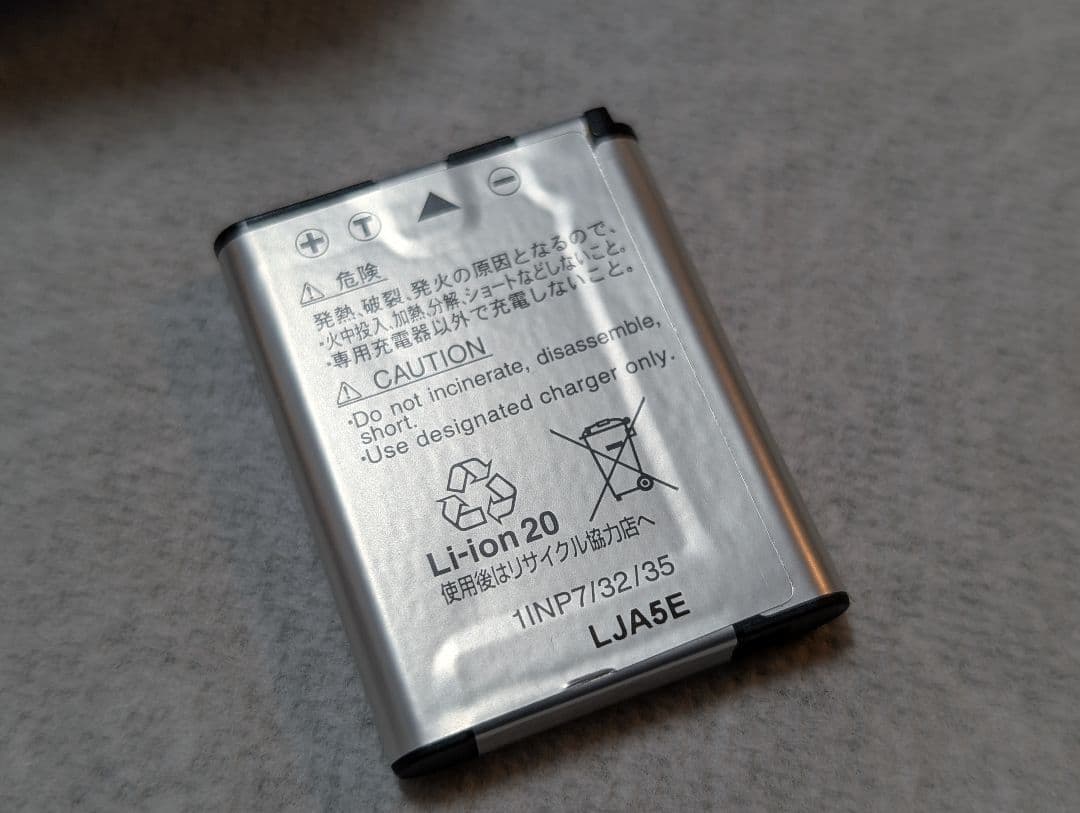 + T ▲ −
⚠ 危険
発熱、破裂、発火の原因となるので、
・火中投入、加熱、分解、ショートなどしないこと。
・専用充電器以外で充電しないこと。
⚠ CAUTION
・Do not incinerate, disassemble,
short.
・Use designated charger only.
Li-ion 20
使用後はリサイクル協力店へ
1INP7/32/35
LJA5E